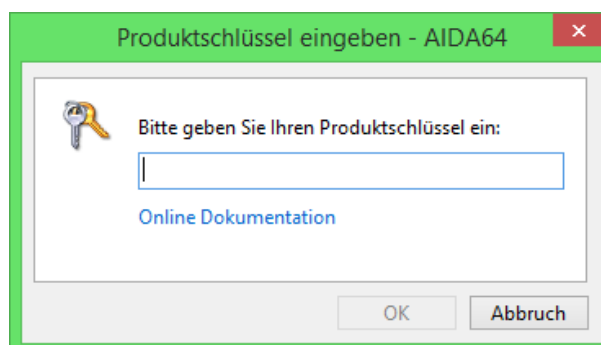 Produktschlüssel eingeben - AIDA64
Bitte geben Sie Ihren Produktschlüssel ein:
Online Dokumentation
OK
Abbruch